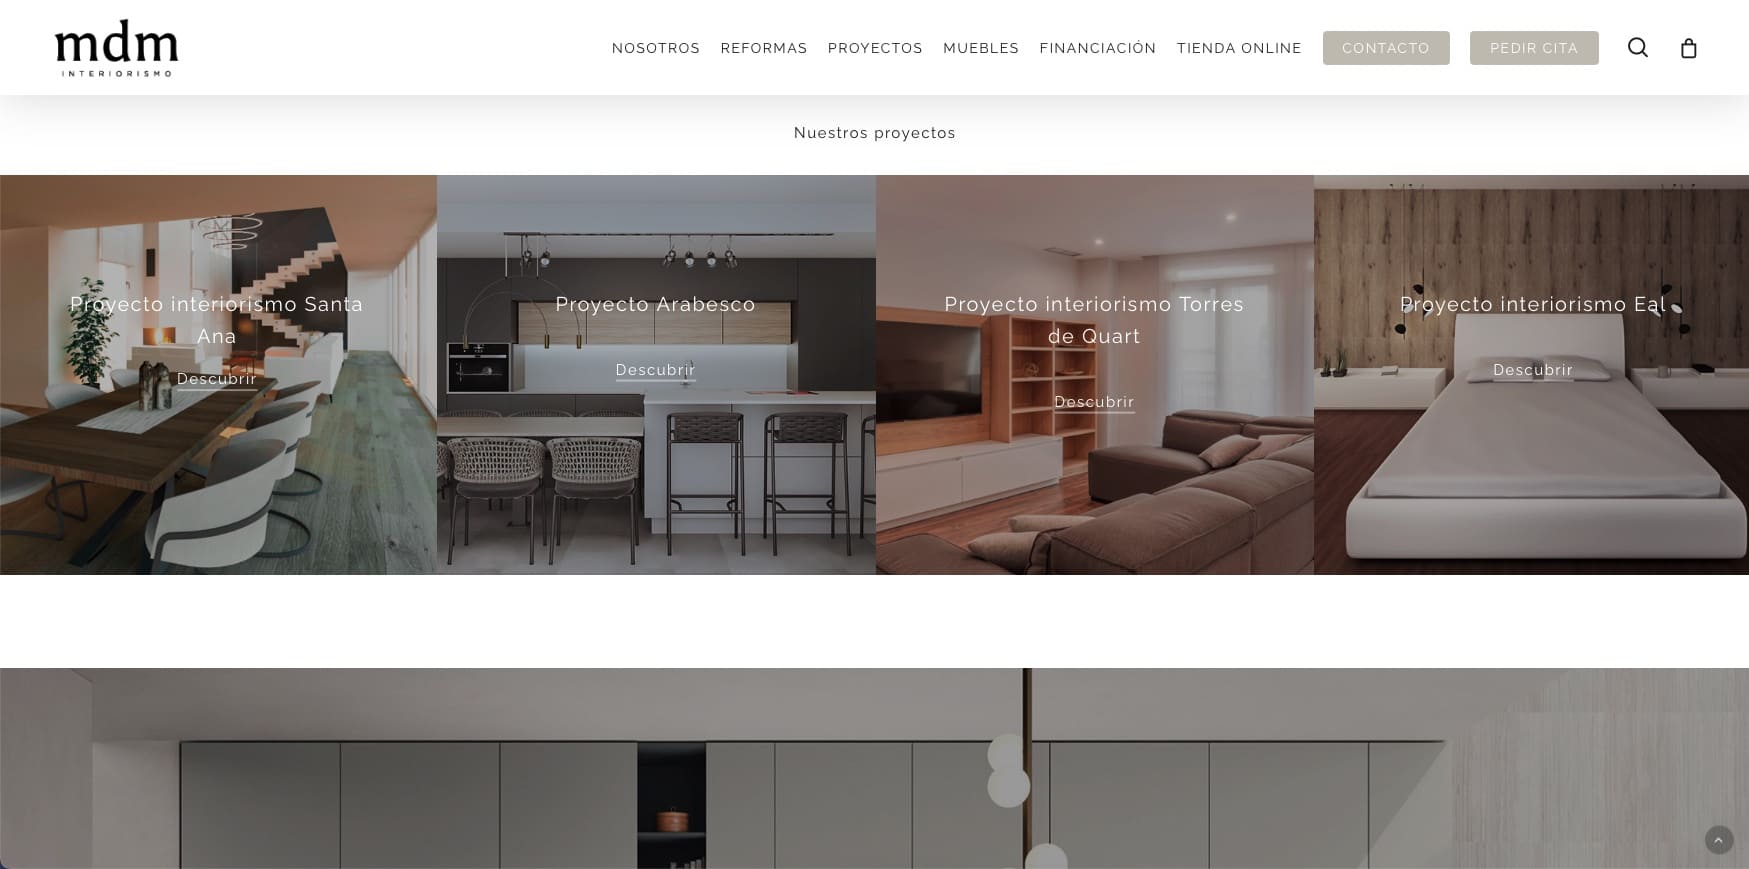 mdm
INTERIORISMO
NOSOTROS REFORMAS PROYECTOS MUEBLES FINANCIACIÓN TIENDA ONLINE CONTACTO PEDIR CITA
Nuestros proyectos
Proyecto interiorismo Santa
Ana
Descubrir
Proyecto Arabesco
Descubrir
Proyecto interiorismo Torres
de Quart
Descubrir
Proyecto interiorismo Eal
Descubrir